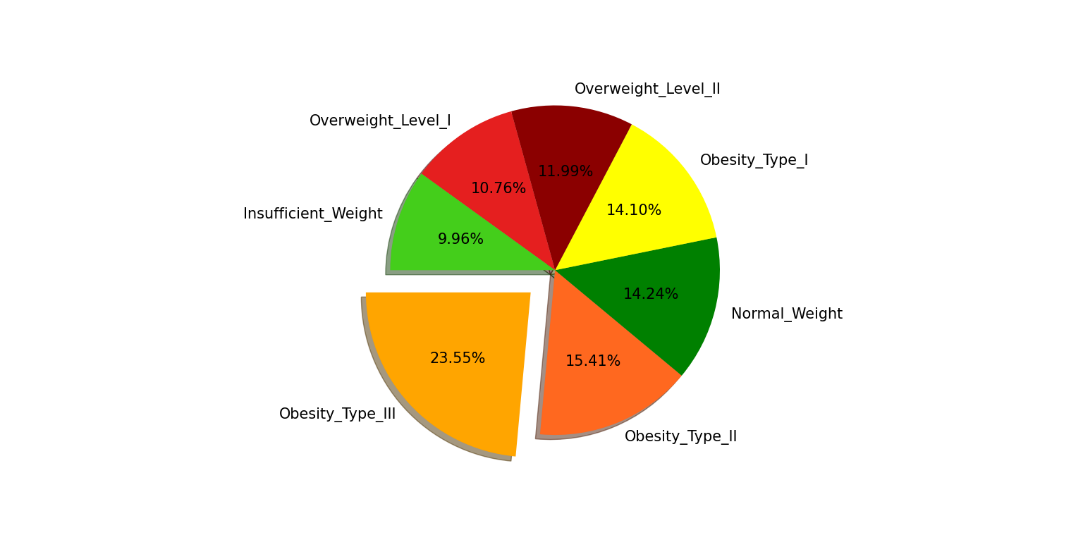 Overweight_Level_II
Overweight_Level_I
Obesity_Type_I
11.99%
10.76%
14.10%
Insufficient_Weight
9.96%
14.24%
Normal_Weight
23.55%
15.41%
Obesity_Type_III
Obesity_Type_II